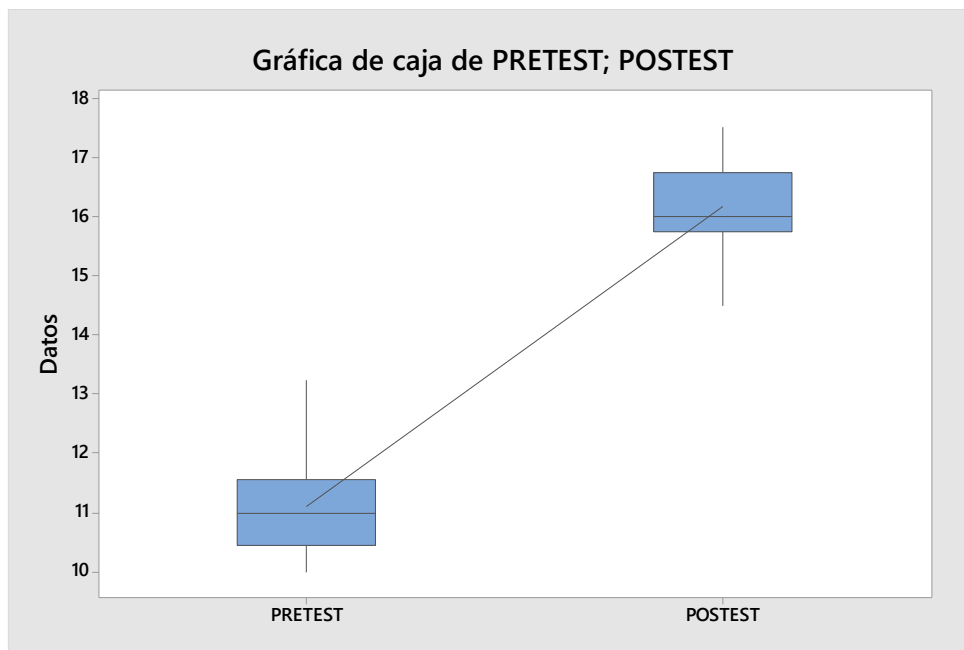 Gráfica de caja de PRETEST; POSTEST
18
17
16
15
14
13
12
11
10
Datos
PRETEST
POSTEST